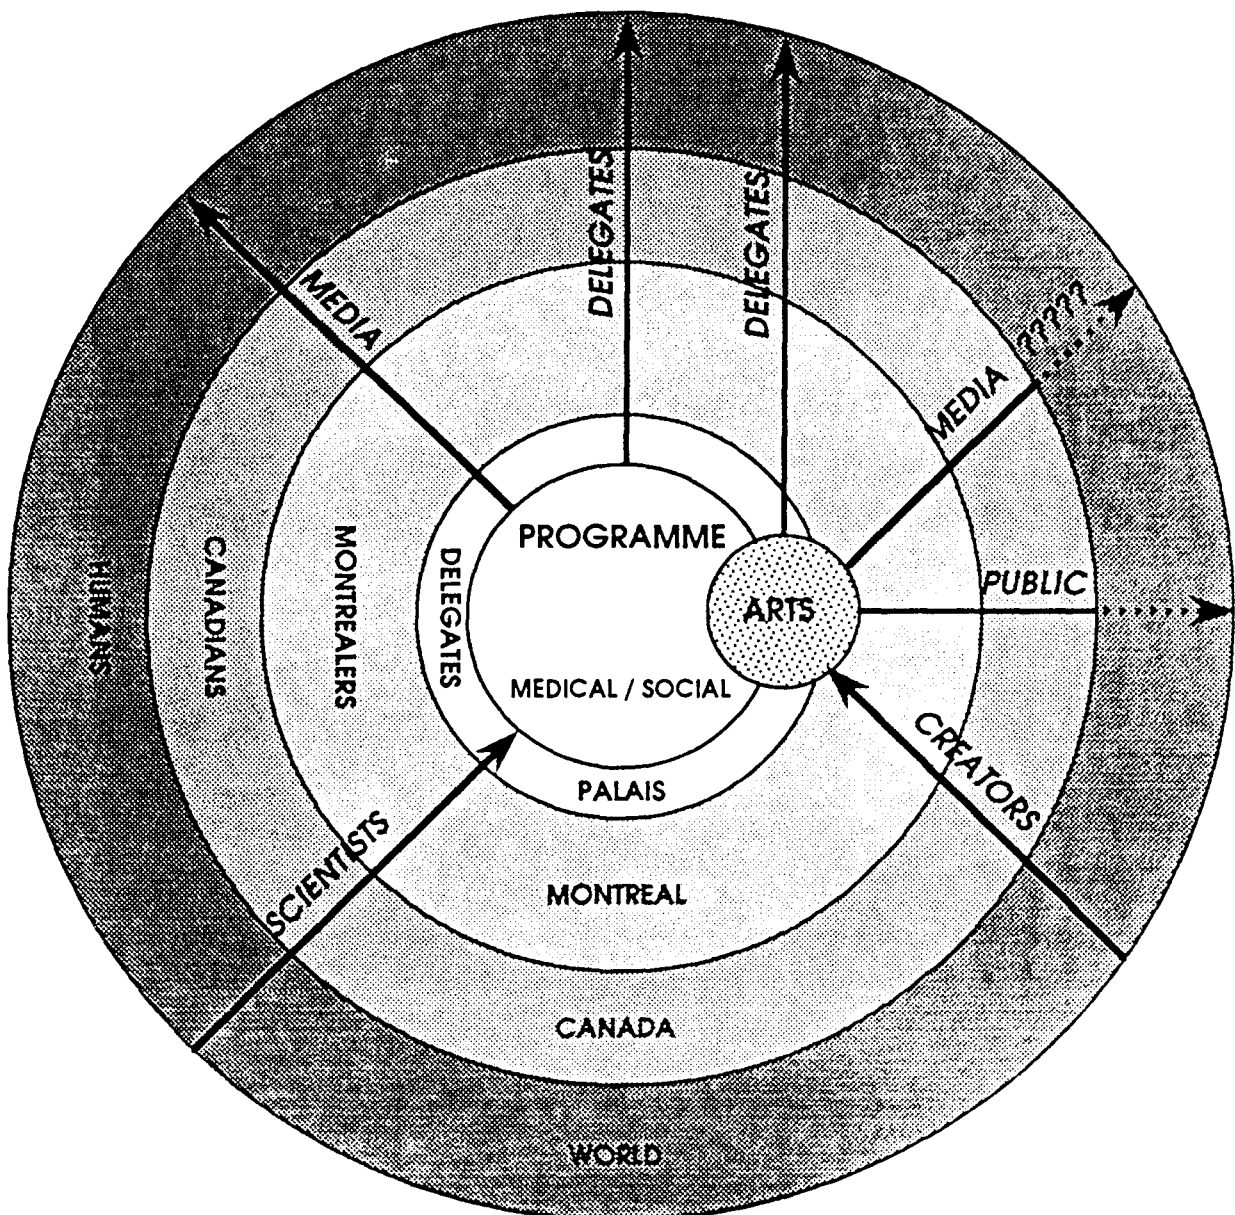 DELEGATES
DELEGATES
MEDIA
?????
MEDIA
PROGRAMME
PUBLIC
ARTS
HUMANS
CANADIANS
MONTREALERS
DELEGATES
MEDICAL / SOCIAL
CREATORS
PALAIS
SCIENTISTS
MONTREAL
CANADA
WORLD